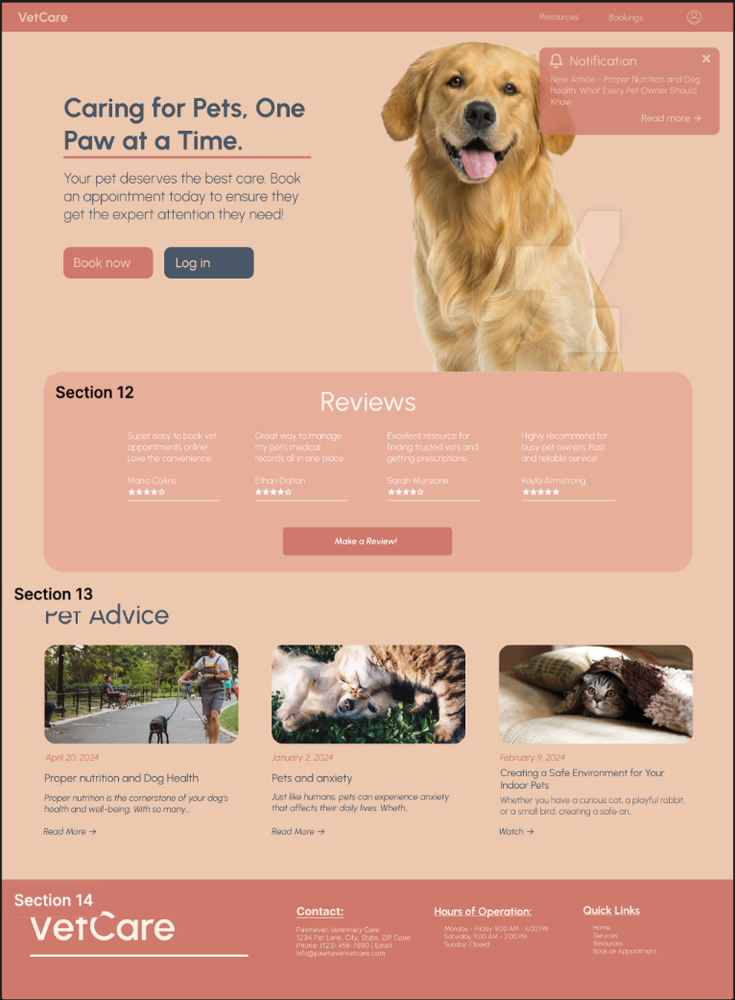 VetCare
Resources
Bookings
Notification
New Article - Proper Nutrition and Dog
Health: What Every Pet Owner Should
Know
Read more →
Caring for Pets, One
Paw at a Time.
Your pet deserves the best care. Book
an appointment today to ensure they
get the expert attention they need!
Book now
Log in
Section 12
Reviews
Super easy to book vet
appointments online!
Love the convenience
Maria Collins
Great way to manage
my pet's medical
records all in one place
Ethan Dalton
Excellent resource for
finding trusted vets and
getting prescriptions.
Sarah Munzone
Highly recommend for
busy pet owners. Fast
and reliable service!
Kayla Armstrong
Make a Review!
Section 13
Pet Advice
April 20, 2024
Proper nutrition and Dog Health
Proper nutrition is the cornerstone of your dog's
health and well-being. With so many...
Read More →
January 2, 2024
Pets and anxiety
Just like humans, pets can experience anxiety
that affects their daily lives. Wheth..
Read More →
February 9, 2024
Creating a Safe Environment for Your
Indoor Pets
Whether you have a curious cat, a playful rabbit,
or a small bird, creating a safe an...
Watch →
Section 14
VetCare
Contact:
Pawhaven Veterinary Care
1234 Pet Lane, City, State, ZIP Code
Phone: (123) 456-7890 | Email:
info@pawhavenvetcare.com
Hours of Operation:
Monday - Friday: 8:00 AM - 6:00 PM
Saturday: 9:00 AM - 2:00 PM
Sunday: Closed
Quick Links
Home
Services
Resources
Book an Appointment